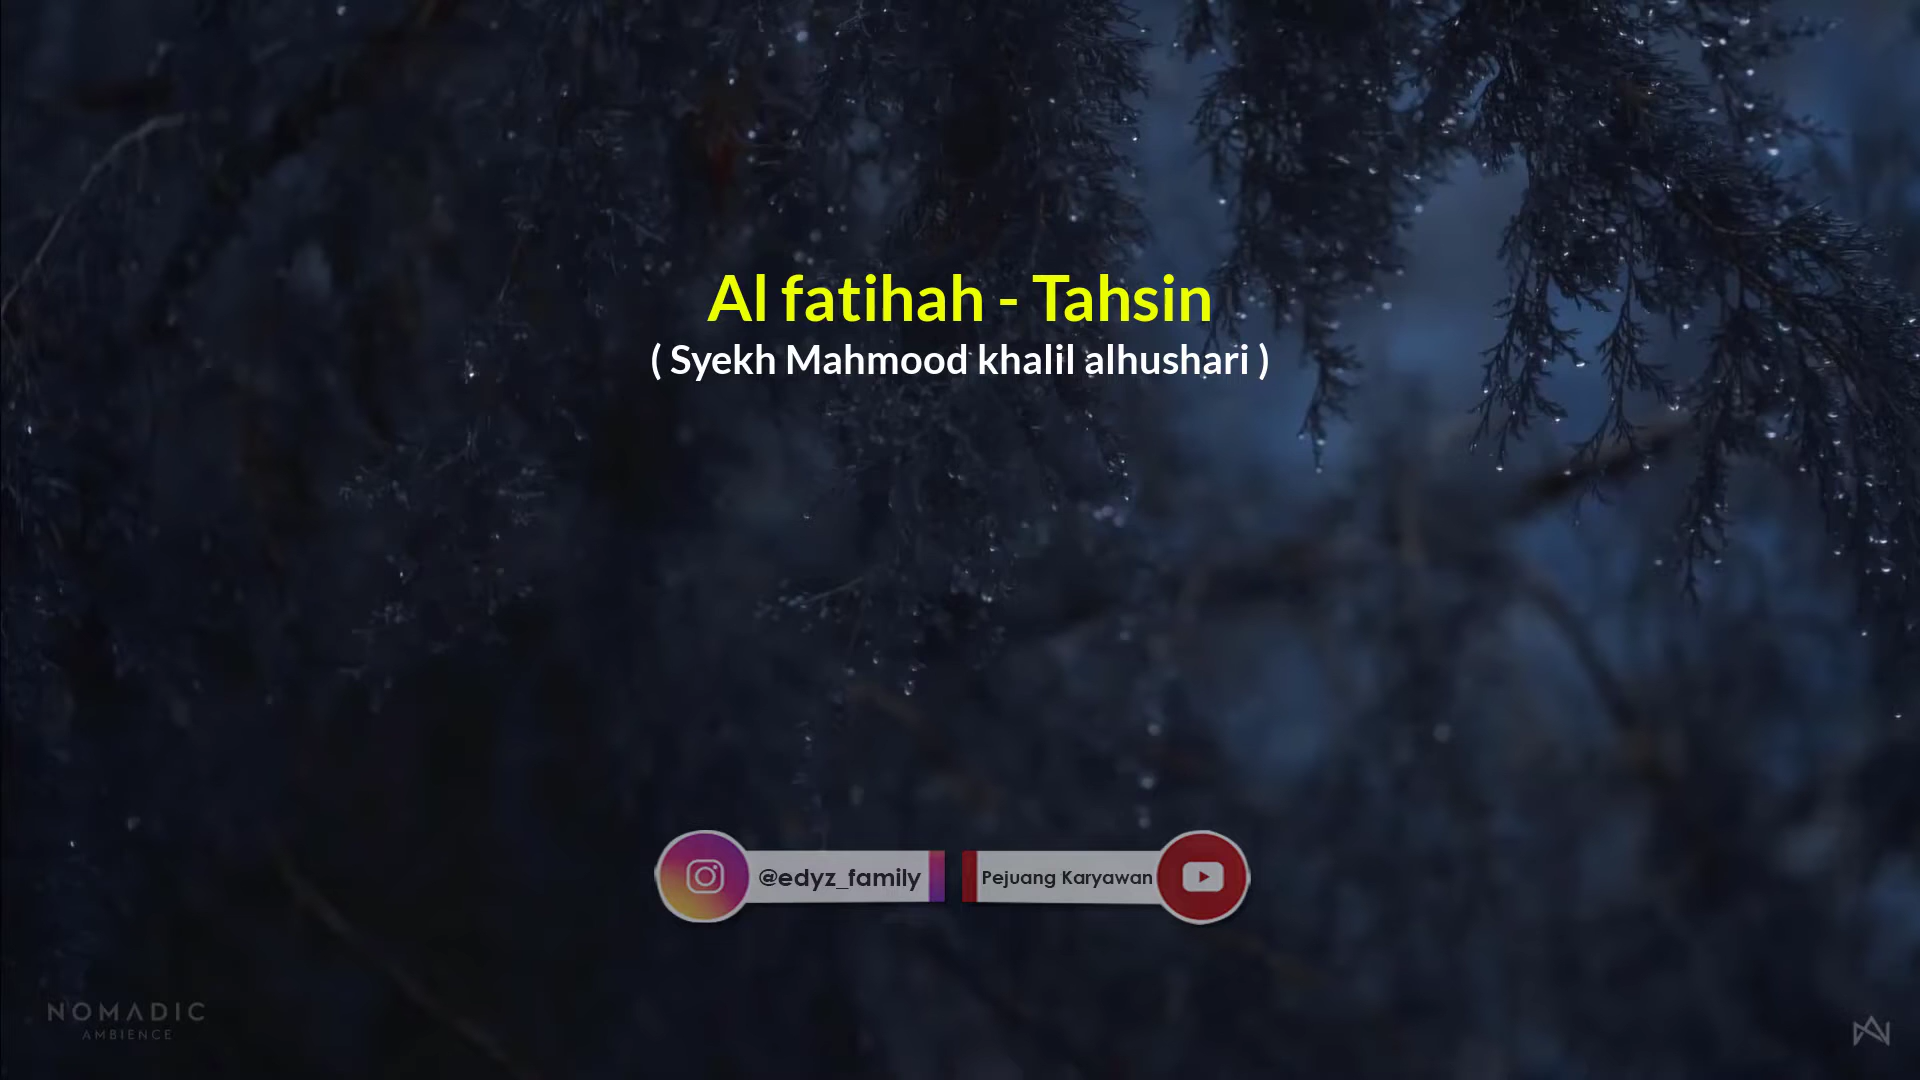 Al fatihah - Tahsin
( Syekh Mahmood khalil alhushari )
@edyz_family
Pejuang Karyawan
NOMADIC
AMBIENCE